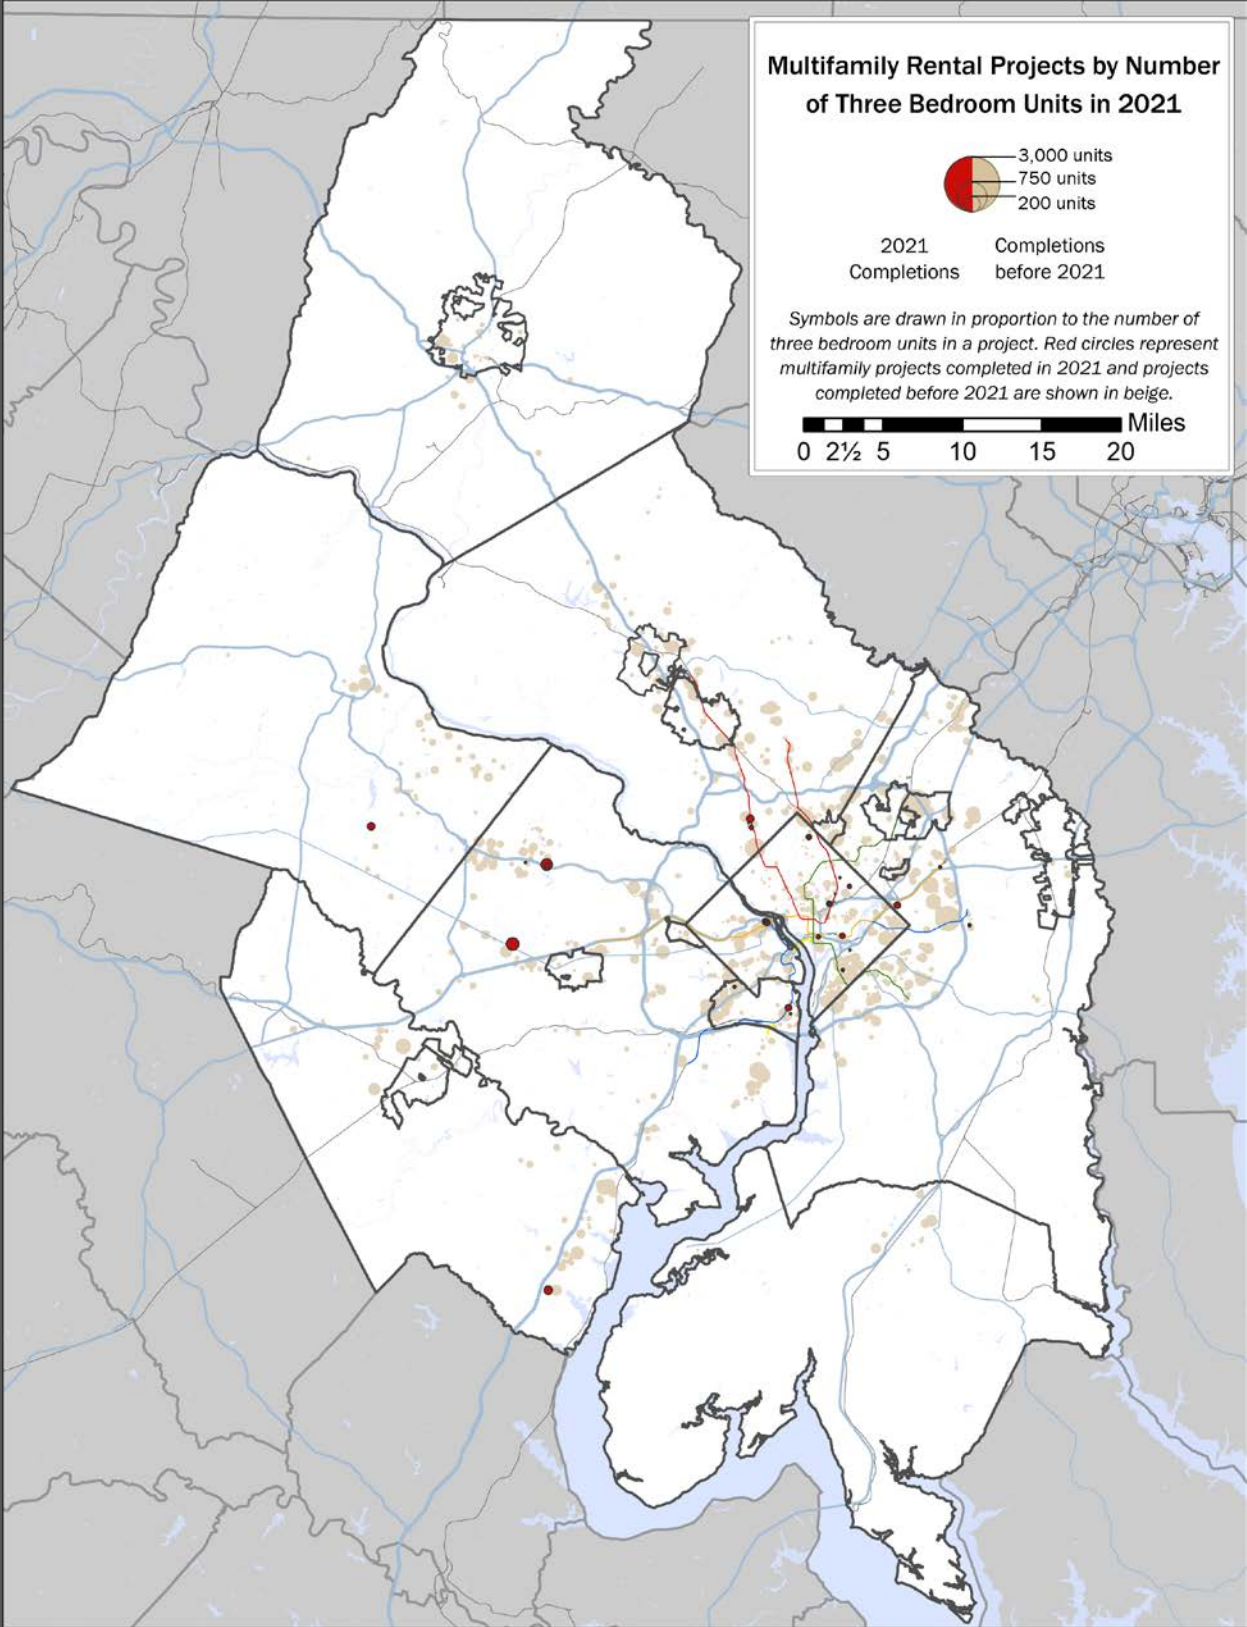 Multifamily Rental Projects by Number
of Three Bedroom Units in 2021
3,000 units
750 units
200 units
2021
Completions
Completions
before 2021
Symbols are drawn in proportion to the number of
three bedroom units in a project. Red circles represent
multifamily projects completed in 2021 and projects
completed before 2021 are shown in beige.
Miles
0 2½ 5 10 15 20